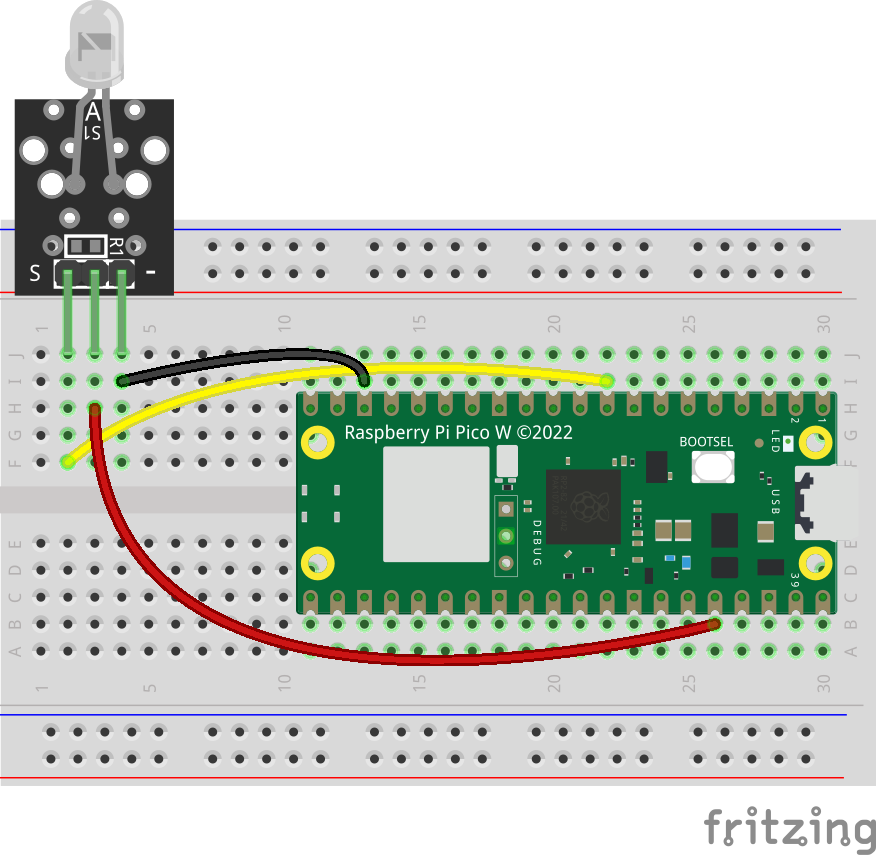 A
S1
R1
S -
1 5 10 15 20 25 30
J J
I I
H H
G G
F F
2 1
LED
Raspberry Pi Pico W ©2022
BOOTSEL
USB
DEBUG
39
E E
D D
C C
B B
A A
1 5 10 15 20 25 30
fritzing